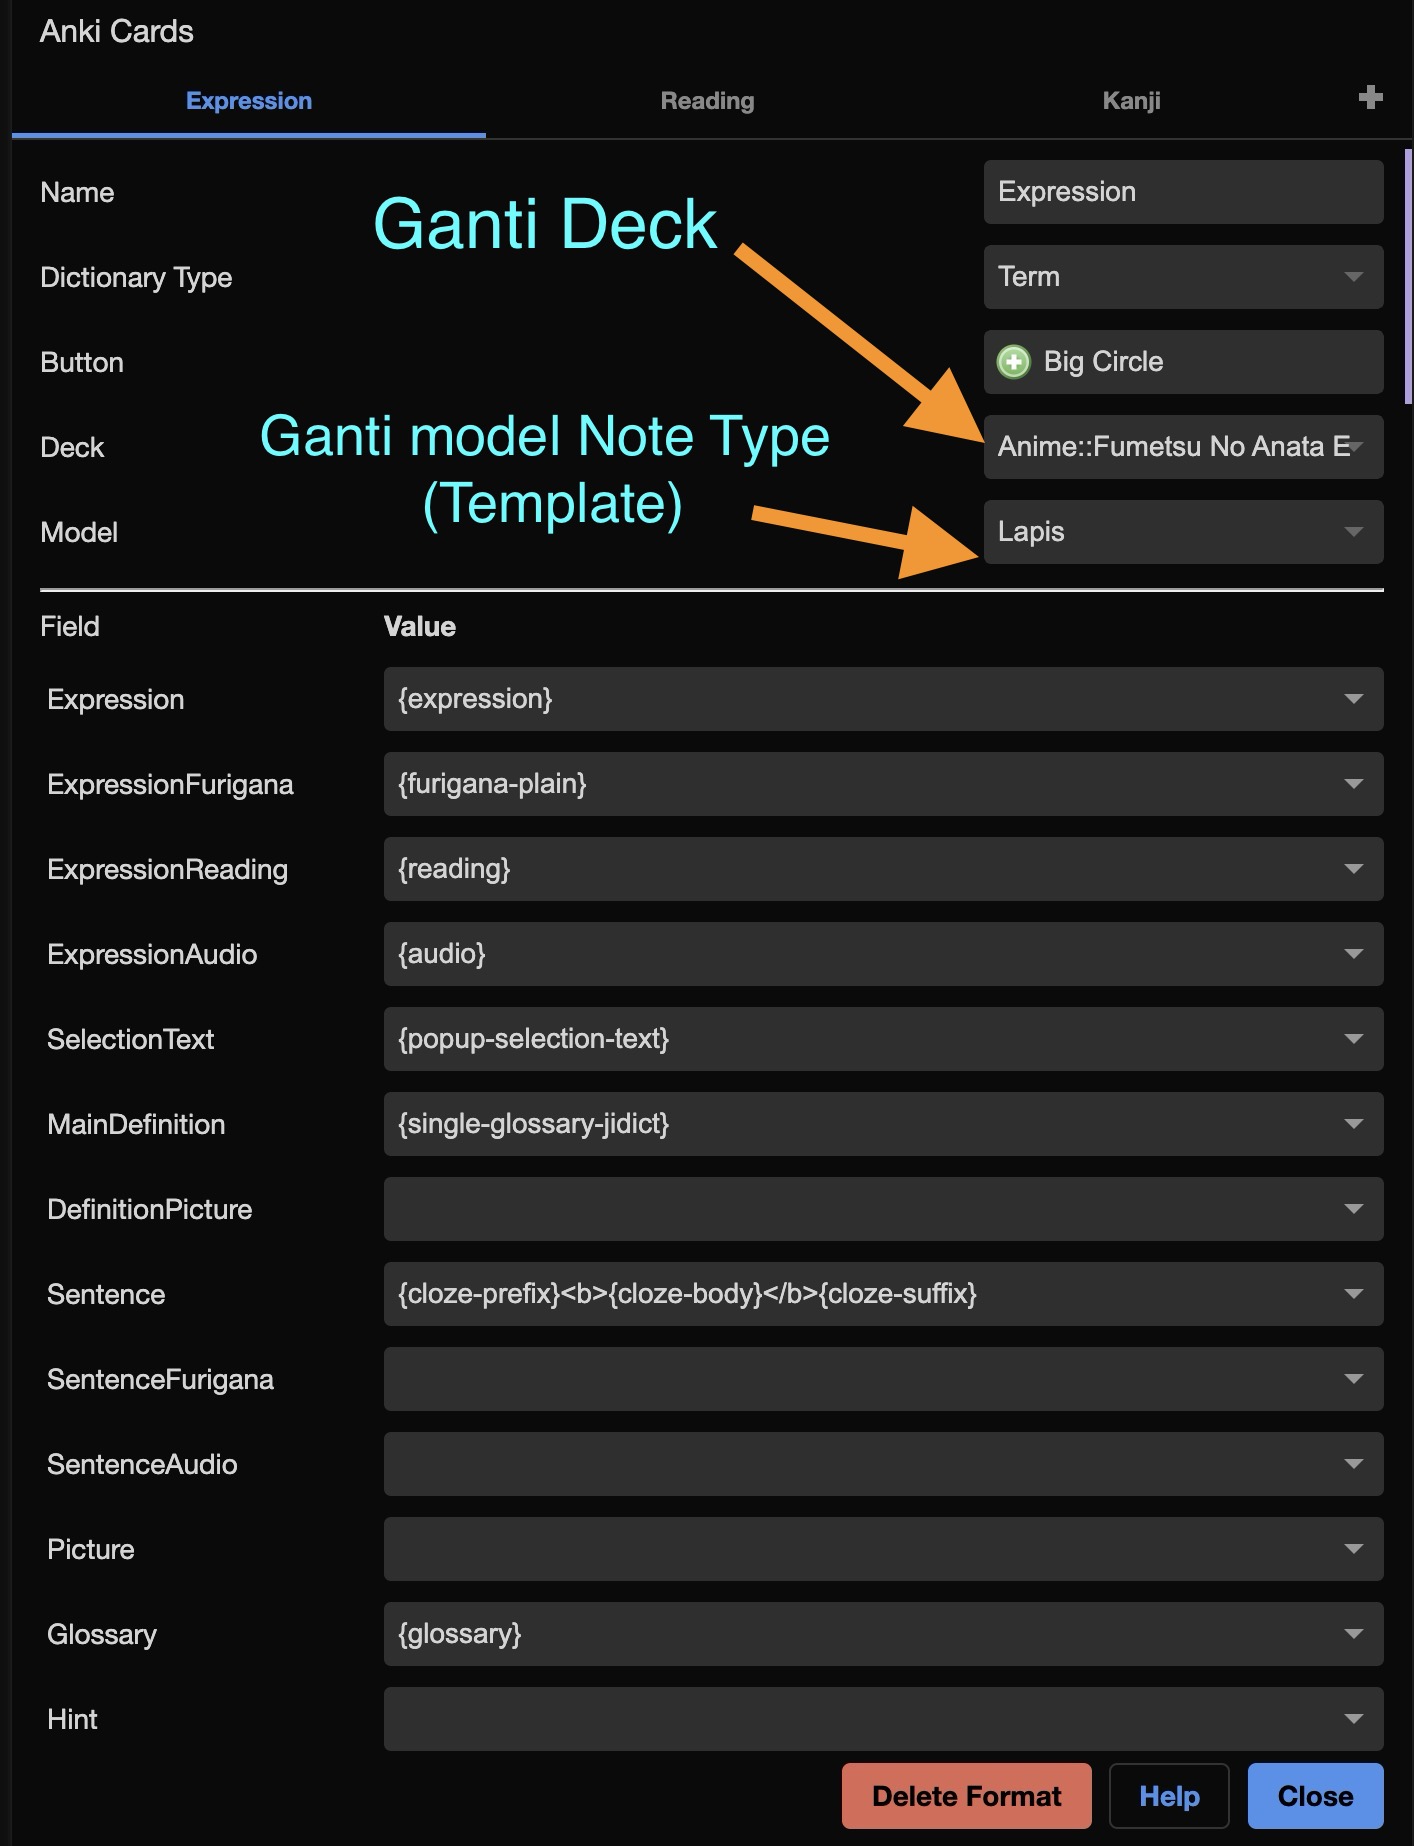 Anki Cards
Expression
Reading
Kanji
Name
Expression
Ganti Deck
Dictionary Type
Term
Button
Big Circle
Ganti model Note Type
(Template)
Deck
Anime::Fumetsu No Anata E
Model
Lapis
Field
Value
Expression
{expression}
ExpressionFurigana
{furigana-plain}
ExpressionReading
{reading}
ExpressionAudio
{audio}
SelectionText
{popup-selection-text}
MainDefinition
{single-glossary-jidict}
DefinitionPicture
Sentence
{cloze-prefix}<b>{cloze-body}</b>{cloze-suffix}
SentenceFurigana
SentenceAudio
Picture
Glossary
{glossary}
Hint
Delete Format
Help
Close